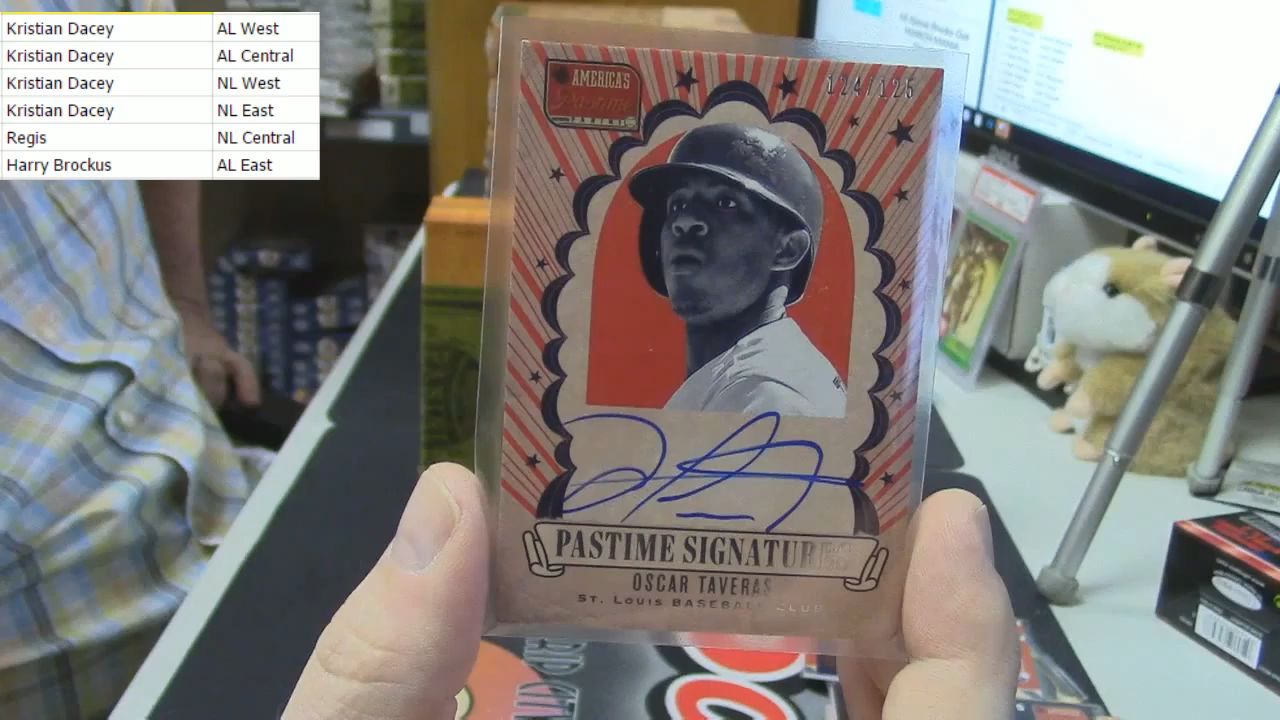 Kristian Dacey AL West
Kristian Dacey AL Central
Kristian Dacey NL West
Kristian Dacey NL East
Regis NL Central
Harry Brockus AL East
AMERICA'S
Pastime
PANINI
124/125
PASTIME SIGNATURES
OSCAR TAVERAS
ST. LOUIS BASEBALL CLUB